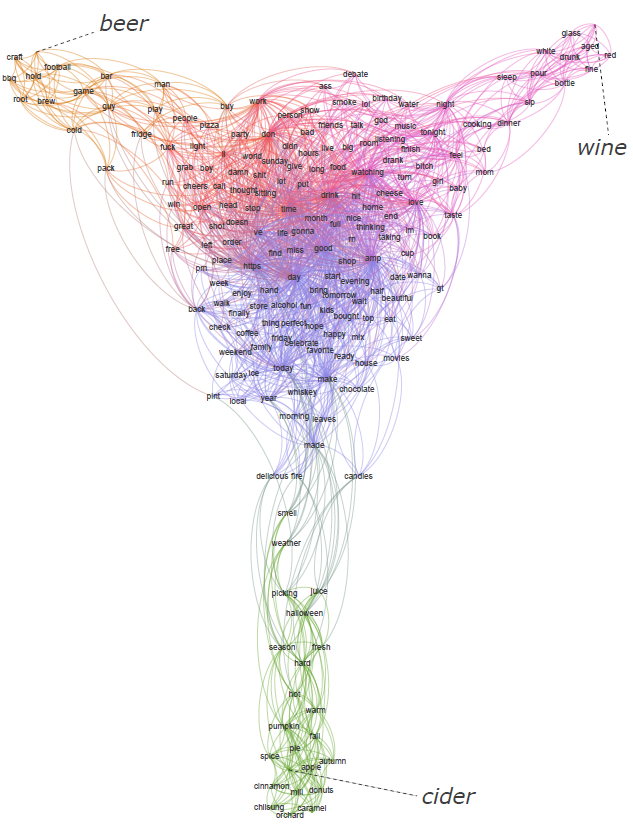 beer
glass
craft
white
aged
football
drunk
red
debate
fine
bbq
hold
bar
sleep
pour
man
ass
bottle
game
root
brew
work
smoke
lol
birthday
water
night
sip
guy
play
buy
show
person
people
god
cold
pizza
friends
talk
music
cooking
dinner
fridge
party
don
bad
tonight
listening
wine
fuck
light
didn
live
big
room
finish
bed
ll
world
hours
feel
sunday
drank
pack
grab
boy
give
long
food
bitch
mom
damn
shit
watching
turn
run
cheers
call
thought
lot
put
girl
baby
sitting
drink
hit
cheese
win
open
head
stop
time
home
love
month
nice
end
taste
great
shot
doesn
full
thinking
ve
life
gonna
im
book
left
order
rn
taking
free
find
miss
good
cup
place
shop
amp
pm
https
day
start
date
wanna
week
evening
enjoy
hand
bring
tomorrow
half
gt
walk
store
alcohol
fun
wait
beautiful
back
finally
kids
bought
top
eat
check
coffee
thing
perfect
hope
friday
happy
mix
sweet
weekend
family
celebrate
favorite
ready
house
movies
saturday
ice
today
make
pint
local
year
whiskey
chocolate
morning
leaves
made
delicious
fire
candles
smell
weather
picking
juice
halloween
season
fresh
hard
hot
warm
pumpkin
fall
pie
spice
apple
autumn
cinnamon
mill
donuts
cider
chilisung
caramel
orchard